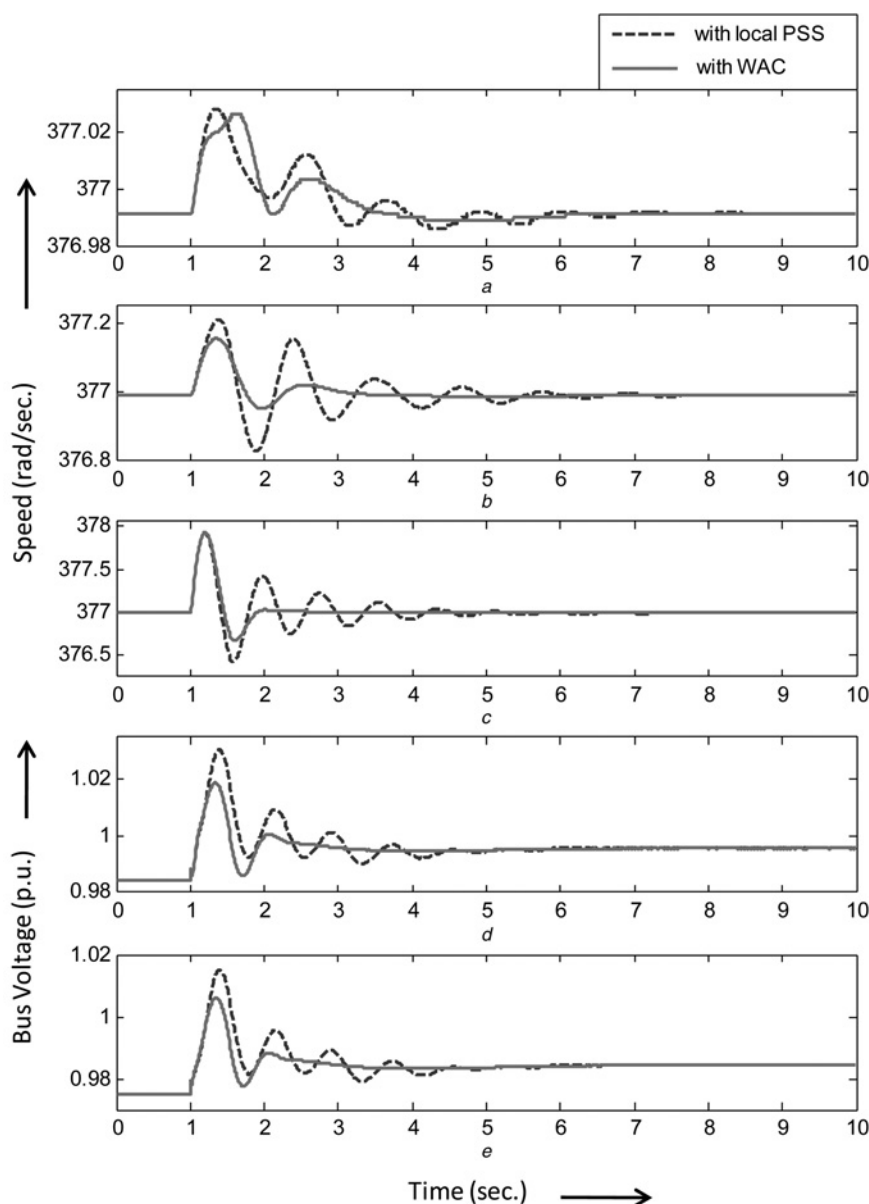 with local PSS
with WAC
377.02
377
376.98
0 1 2 3 4 5 6 7 8 9 10
a
377.2
377
376.8
0 1 2 3 4 5 6 7 8 9 10
b
Speed (rad/sec.)
378
377.5
377
376.5
0 1 2 3 4 5 6 7 8 9 10
c
1.02
1
0.98
0 1 2 3 4 5 6 7 8 9 10
d
Bus Voltage (p.u.)
1.02
1
0.98
0 1 2 3 4 5 6 7 8 9 10
e
Time (sec.)